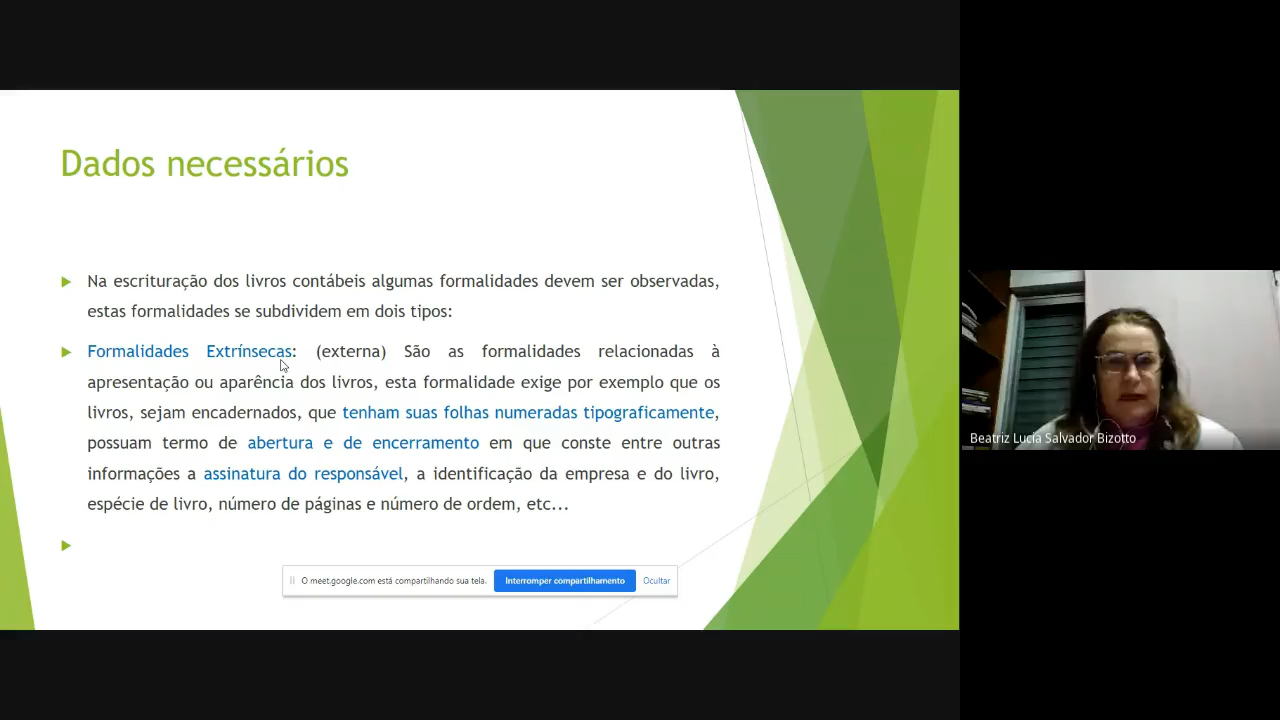 Dados necessários
Na escrituração dos livros contábeis algumas formalidades devem ser observadas,
estas formalidades se subdividem em dois tipos:
Formalidades Extrínsecas: (externa) São as formalidades relacionadas à
apresentação ou aparência dos livros, esta formalidade exige por exemplo que os
livros, sejam encadernados, que tenham suas folhas numeradas tipograficamente,
possuam termo de abertura e de encerramento em que conste entre outras
informações a assinatura do responsável, a identificação da empresa e do livro,
espécie de livro, número de páginas e número de ordem, etc...
O meet.google.com está compartilhando sua tela.
Interromper compartilhamento
Ocultar
Beatriz Lucia Salvador Bizotto